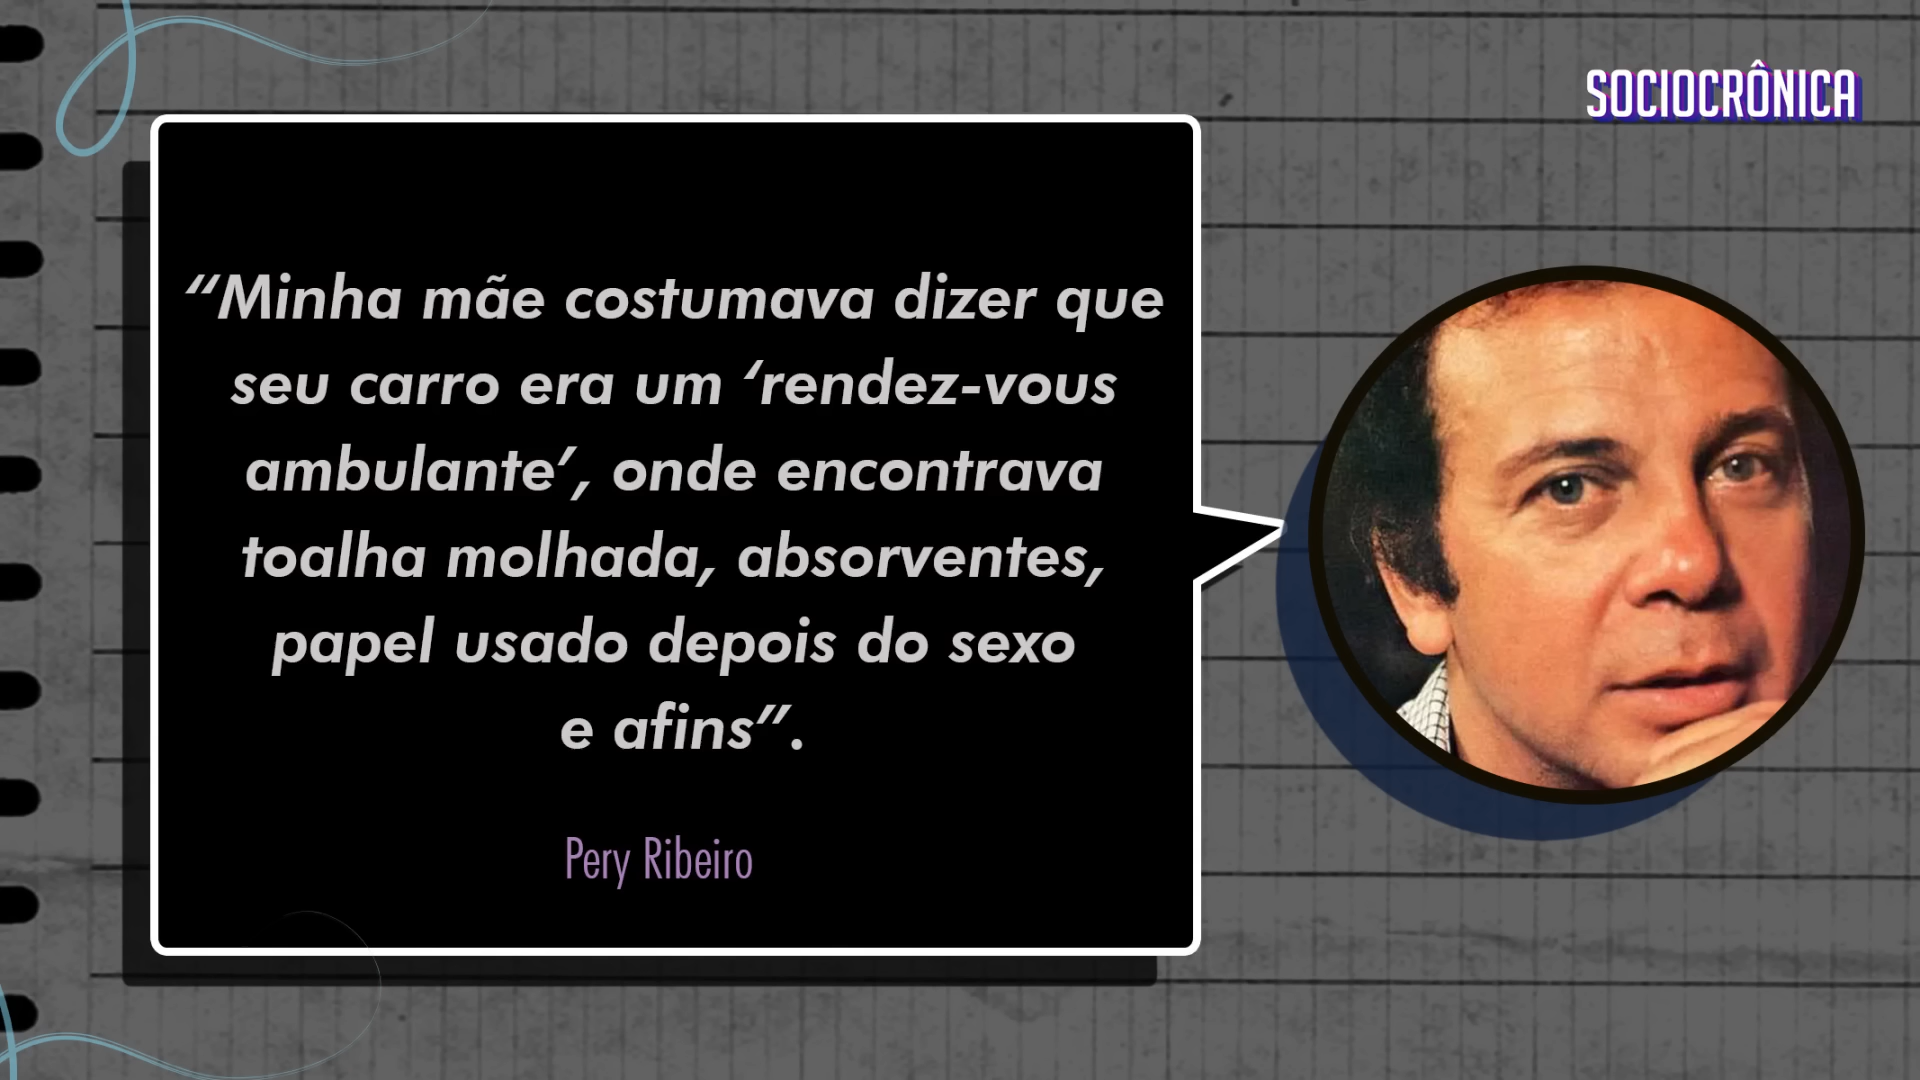 SOCIOCRÔNICA
“Minha mãe costumava dizer que
seu carro era um ‘rendez-vous
ambulante’, onde encontrava
toalha molhada, absorventes,
papel usado depois do sexo
e afins”.
Pery Ribeiro